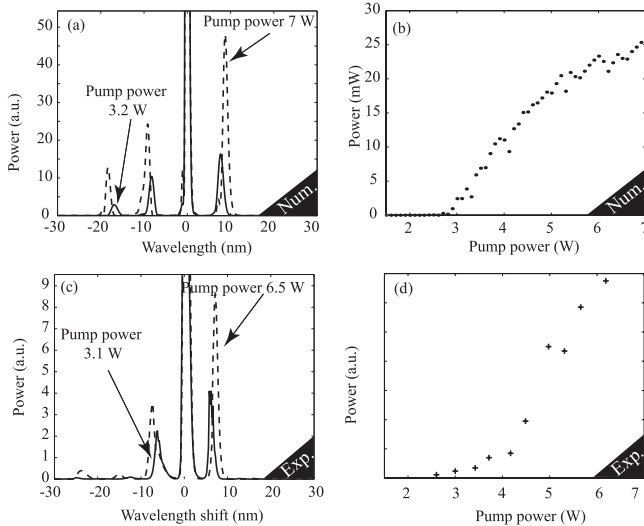 (a)
Pump power 7 W
Pump power
3.2 W
Power (a.u.)
50
40
30
20
10
0
-30 -20 -10 0 10 20 30
Wavelength (nm)
Num.
(b)
Power (mW)
30
25
20
15
10
5
0
2 3 4 5 6 7
Pump power (W)
Num.
(c)
Pump power 6.5 W
Pump power
3.1 W
Power (a.u.)
9
8
7
6
5
4
3
2
1
0
-30 -20 -10 0 10 20 30
Wavelength shift (nm)
Exp.
(d)
Power (a.u.)
2 3 4 5 6 7
Pump power (W)
Exp.